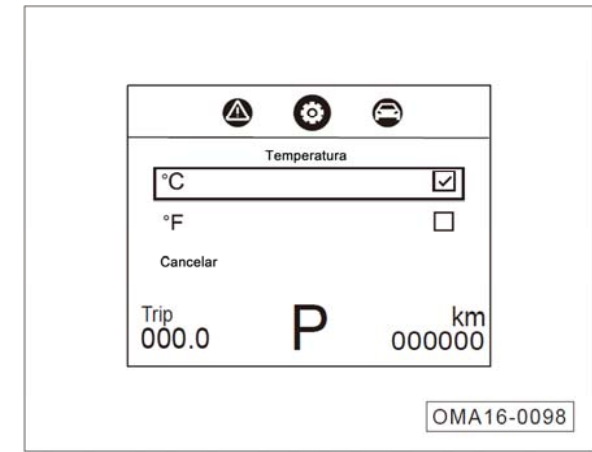 Temperatura
°C
°F
Cancelar
Trip
000.0
P
km
000000
OMA16-0098